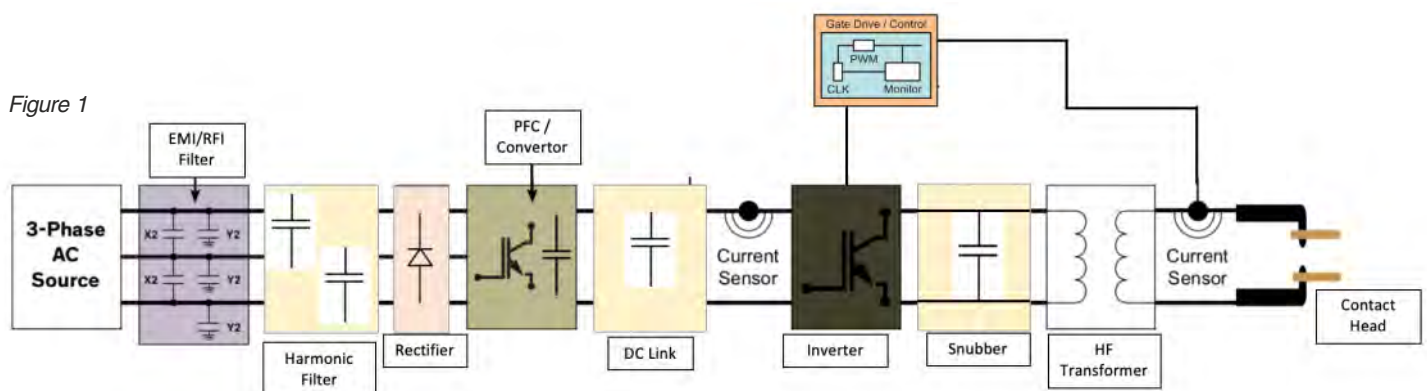 Figure 1
Gate Drive / Control
PWM
CLK
Monitor
EMI/RFI
Filter
PFC /
Convertor
3-Phase
AC
Source
X2
Y2
X2
Y2
Y2
Harmonic
Filter
Rectifier
DC Link
Current
Sensor
Inverter
Snubber
HF
Transformer
Current
Sensor
Contact
Head